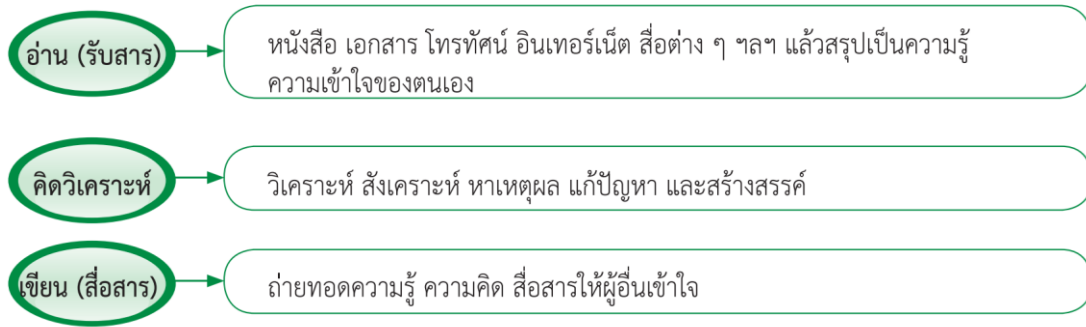 อ่าน (รับสาร)
หนังสือ เอกสาร โทรทัศน์ อินเทอร์เน็ต สื่อต่าง ๆ ฯลฯ แล้วสรุปเป็นความรู้
ความเข้าใจของตนเอง
คิดวิเคราะห์
วิเคราะห์ สังเคราะห์ หาเหตุผล แก้ปัญหา และสร้างสรรค์
เขียน (สื่อสาร)
ถ่ายทอดความรู้ ความคิด สื่อสารให้ผู้อื่นเข้าใจ